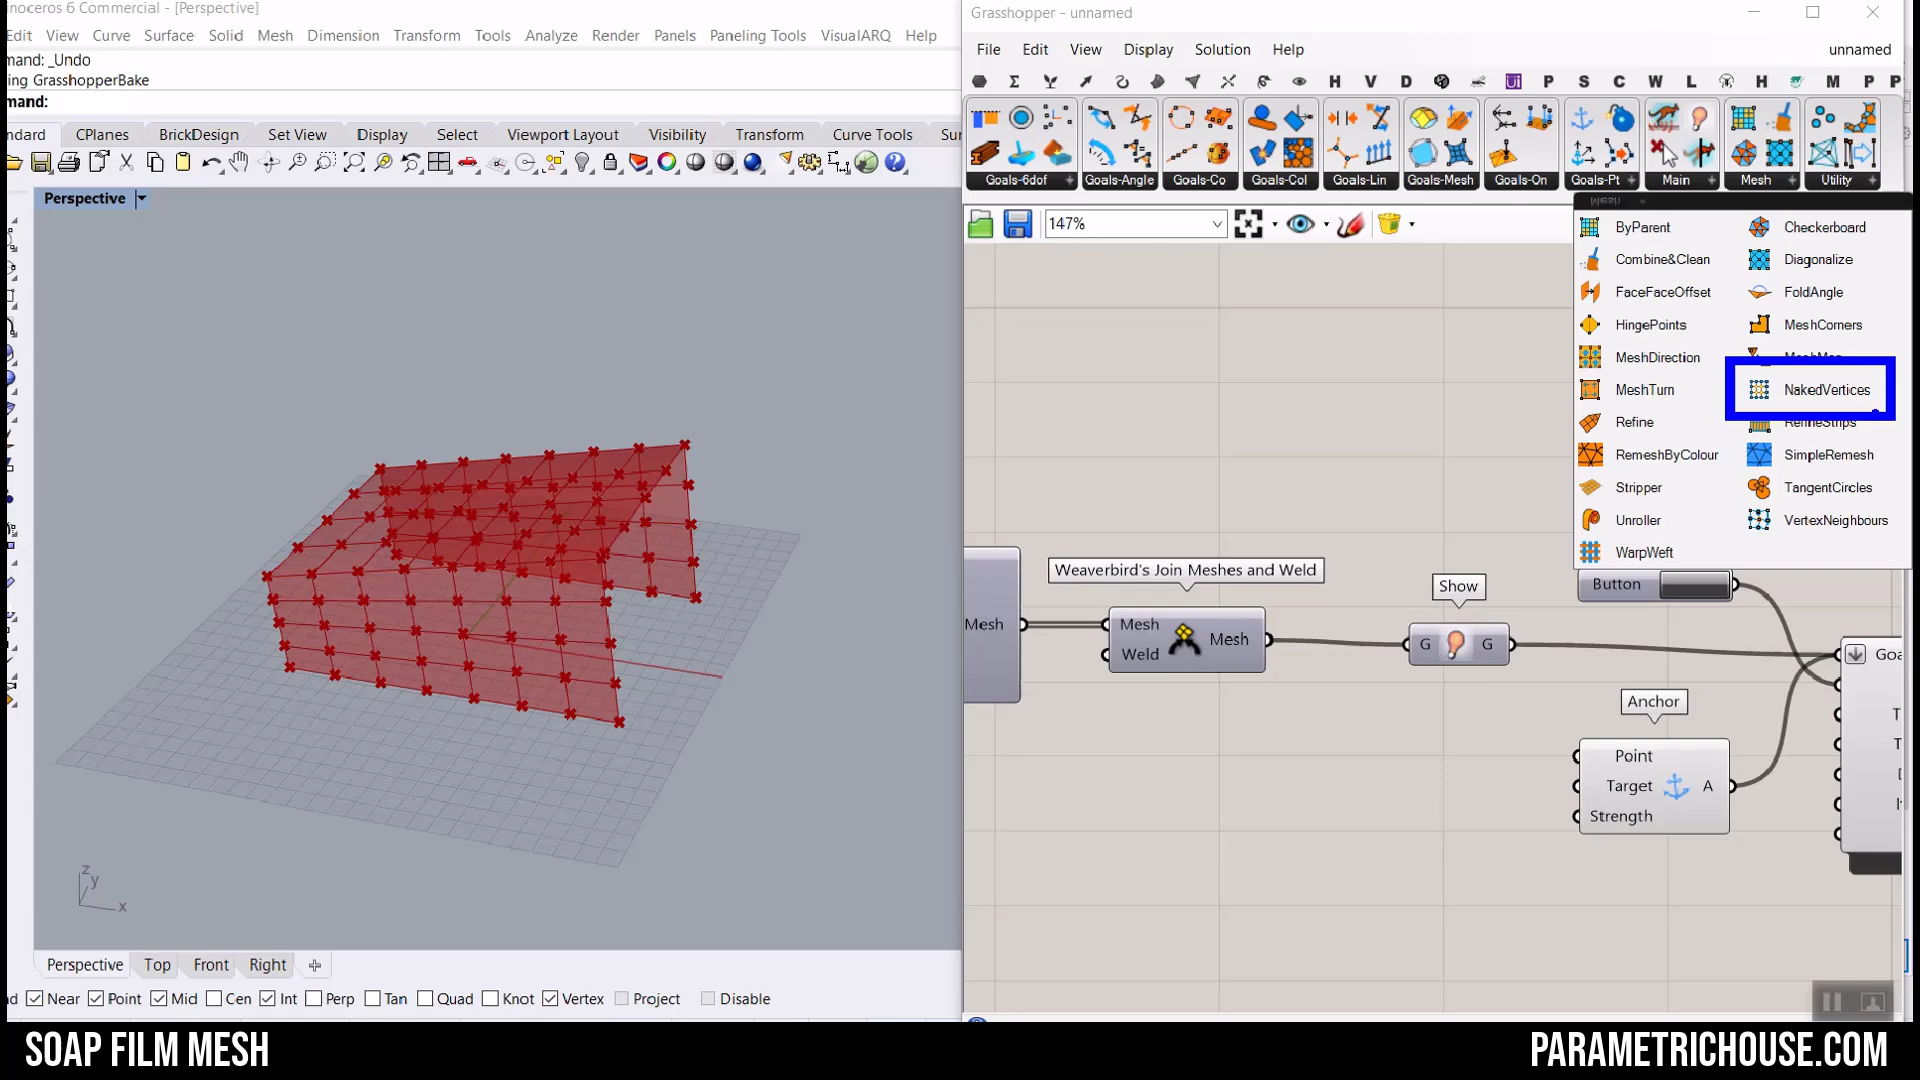 inoceros 6 Commercial - [Perspective]
Edit View Curve Surface Solid Mesh Dimension Transform Tools Analyze Render Panels Paneling Tools VisualARQ Help
mand: _Undo
ing GrasshopperBake
mand:
ndard CPlanes BrickDesign Set View Display Select Viewport Layout Visibility Transform Curve Tools Sur
Perspective
z
y
x
Perspective Top Front Right
d Near Point Mid Cen Int Perp Tan Quad Knot Vertex Project Disable
Grasshopper - unnamed
File Edit View Display Solution Help unnamed
H V D Ui P S C W L H M P P
Goals-6dof Goals-Angle Goals-Co Goals-Col Goals-Lin Goals-Mesh Goals-On Goals-Pt Main Mesh Utility
147%
Mesh
ByParent Checkerboard
Combine&Clean Diagonalize
FaceFaceOffset FoldAngle
HingePoints MeshCorners
MeshDirection MeshMap
MeshTurn NakedVertices
Refine RefineStrips
RemeshByColour SimpleRemesh
Stripper TangentCircles
Unroller VertexNeighbours
WarpWeft
Weaverbird's Join Meshes and Weld
Show
Button
Mesh
Mesh
Weld
Mesh
G G
Goa
Anchor
Point
Target
Strength
A
T
T
SOAP FILM MESH
PARAMETRICHOUSE.COM